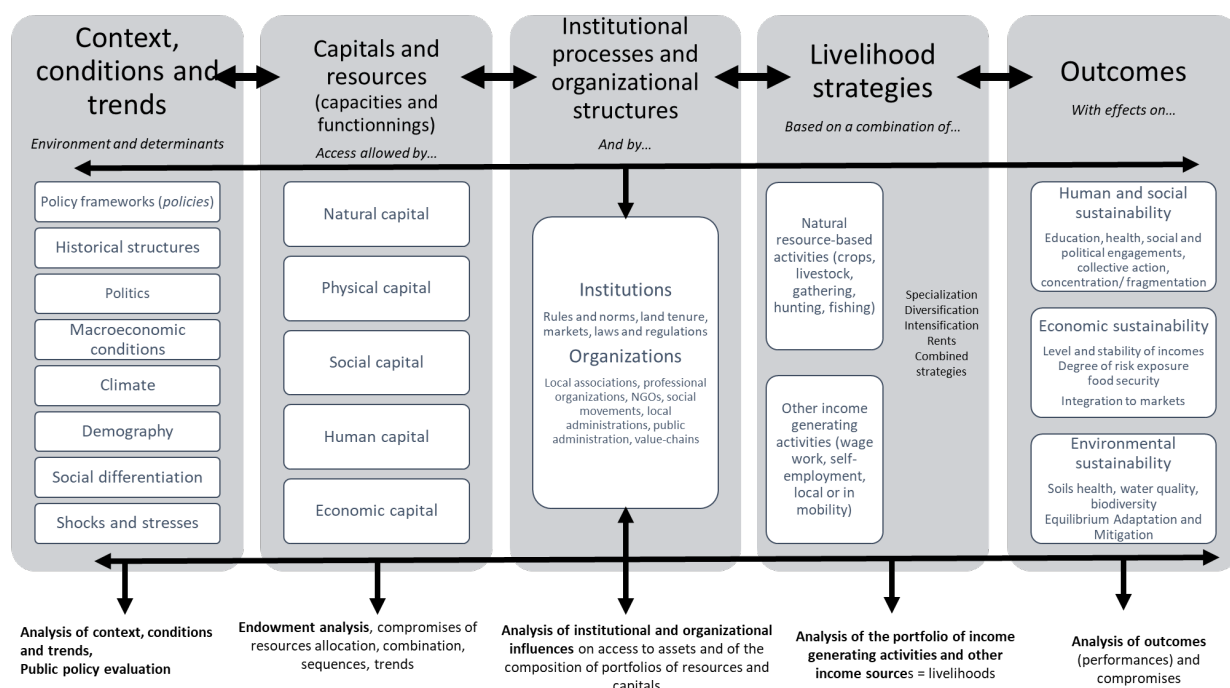 Context,
conditions and
trends
Environment and determinants
Policy frameworks (policies)
Historical structures
Politics
Macroeconomic
conditions
Climate
Demography
Social differentiation
Shocks and stresses
Analysis of context, conditions
and trends,
Public policy evaluation
Capitals and
resources
(capacities and
functionnings)
Access allowed by…
Natural capital
Physical capital
Social capital
Human capital
Economic capital
Endowment analysis, compromises of
resources allocation, combination,
sequences, trends
Institutional
processes and
organizational
structures
And by…
Institutions
Rules and norms, land tenure,
markets, laws and regulations
Organizations
Local associations, professional
organizations, NGOs, social
movements, local
administrations, public
administration, value-chains
Analysis of institutional and organizational
influences on access to assets and of the
composition of portfolios of resources and
capitals
Livelihood
strategies
Based on a combination of…
Natural
resource-based
activities (crops,
livestock,
gathering,
hunting, fishing)
Other income
generating
activities (wage
work, self-
employment,
local or in
mobility)
Specialization
Diversification
Intensification
Rents
Combined
strategies
Analysis of the portfolio of income
generating activities and other
income sources = livelihoods
Outcomes
With effects on…
Human and social
sustainability
Education, health, social and
political engagements,
collective action,
concentration/ fragmentation
Economic sustainability
Level and stability of incomes
Degree of risk exposure
food security
Integration to markets
Environmental
sustainability
Soils health, water quality,
biodiversity
Equilibrium Adaptation and
Mitigation
Analysis of outcomes
(performances) and
compromises